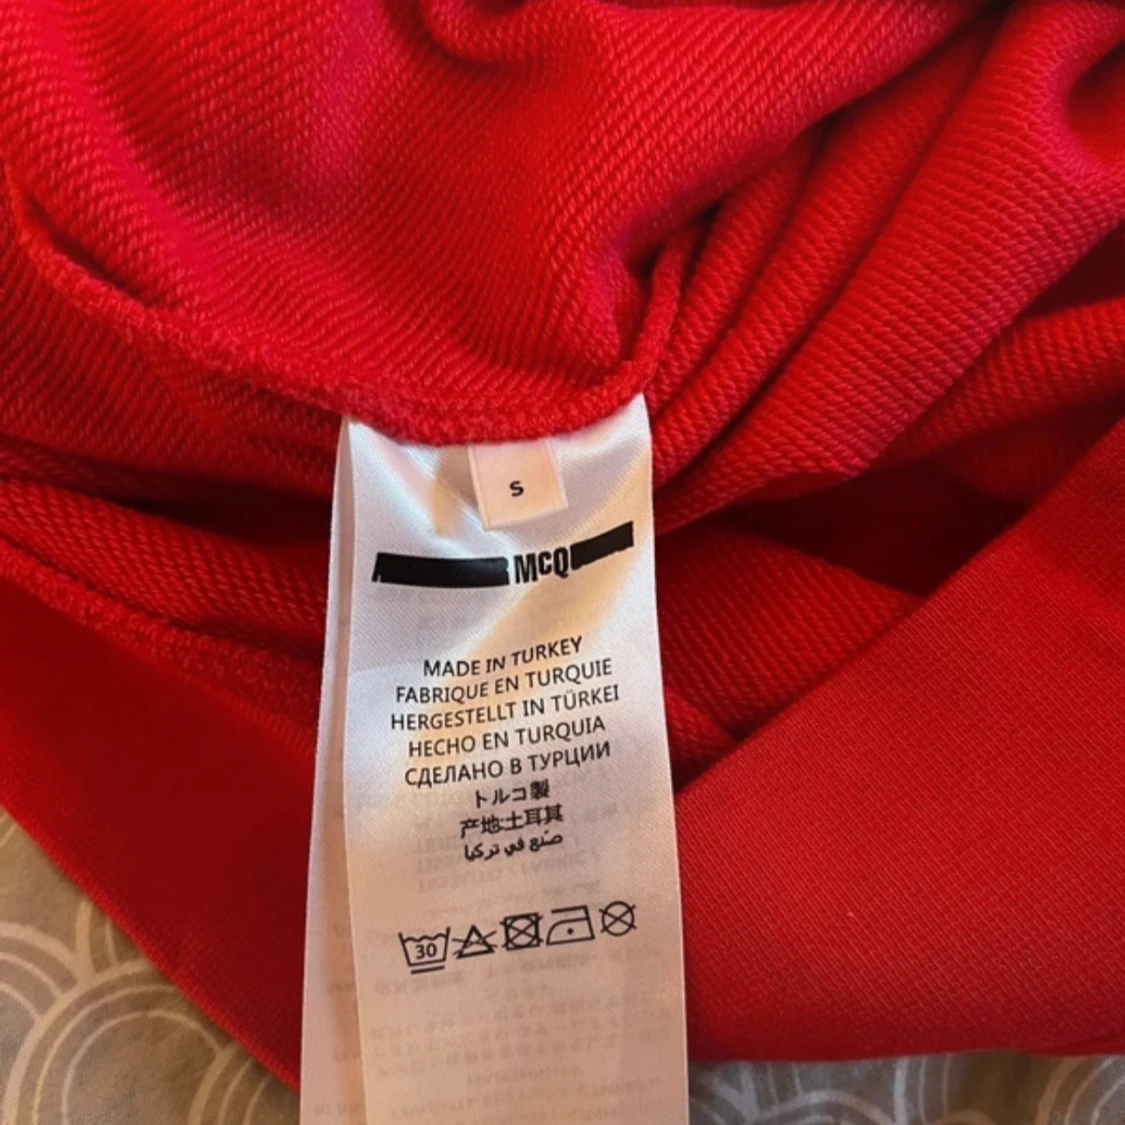 S
McQ
MADE IN TURKEY
FABRIQUE EN TURQUIE
HERGESTELLT IN TÜRKEI
HECHO EN TURQUIA
СДЕЛАНО В ТУРЦИИ
トルコ製
产地:土耳其
صنع في تركيا
30